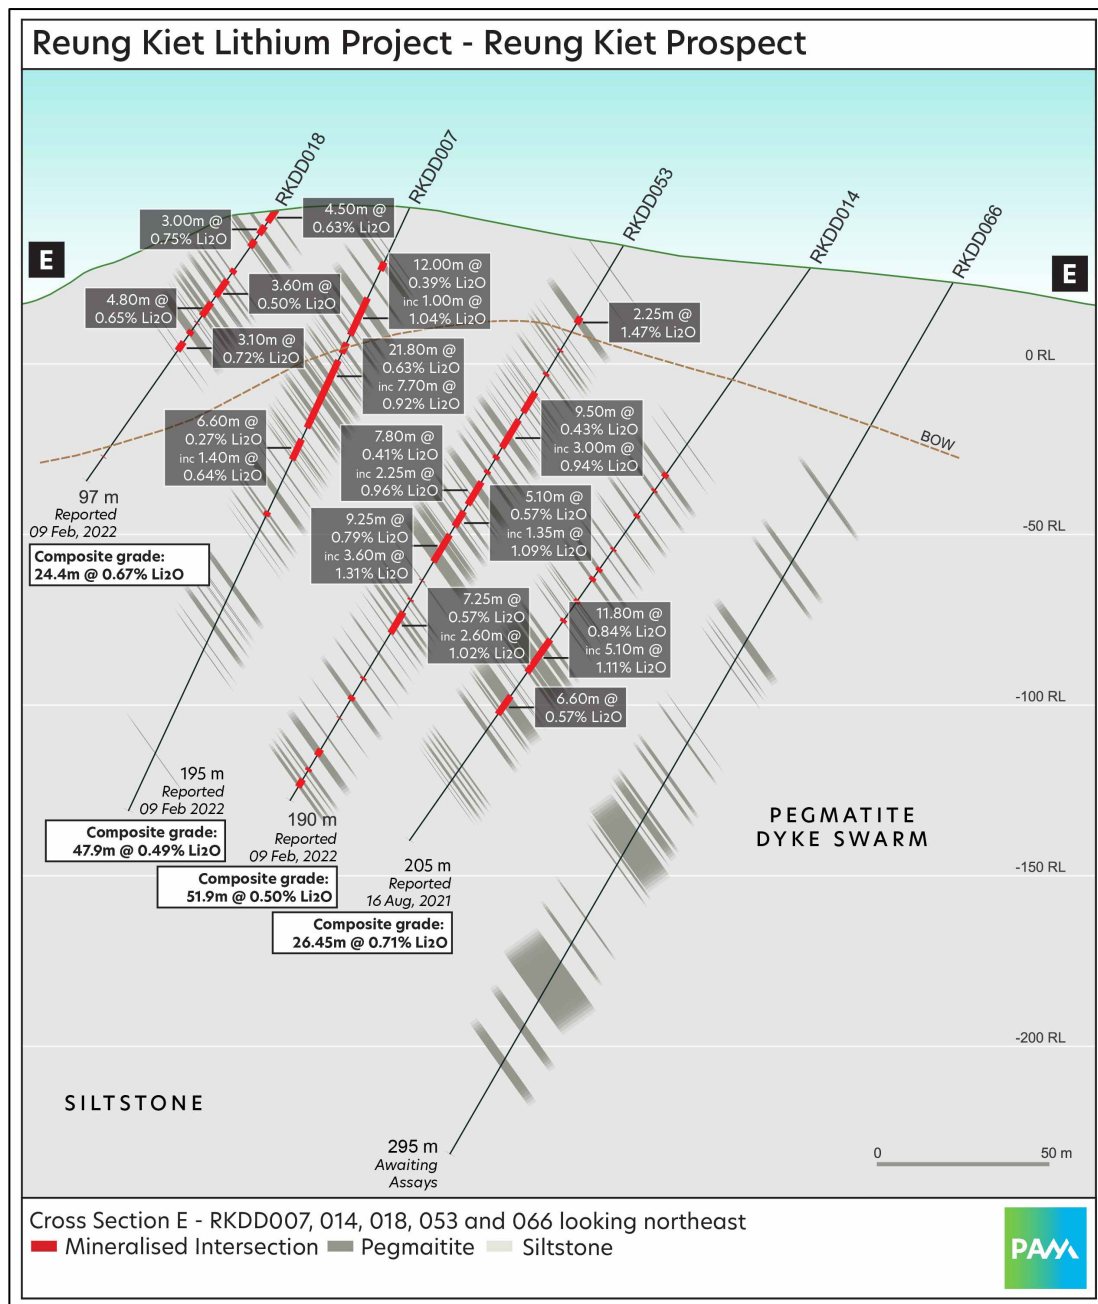 Reung Kiet Lithium Project - Reung Kiet Prospect
RKDD018
RKDD007
RKDD053
RKDD014
RKDD066
E
E
3.00m @
0.75% Li2O
4.50m @
0.63% Li2O
4.80m @
0.65% Li2O
3.60m @
0.50% Li2O
3.10m @
0.72% Li2O
12.00m @
0.39% Li2O
inc 1.00m @
1.04% Li2O
21.80m @
0.63% Li2O
inc 7.70m @
0.92% Li2O
6.60m @
0.27% Li2O
inc 1.40m @
0.64% Li2O
2.25m @
1.47% Li2O
9.50m @
0.43% Li2O
inc 3.00m @
0.94% Li2O
7.80m @
0.41% Li2O
inc 2.25m @
0.96% Li2O
5.10m @
0.57% Li2O
inc 1.35m @
1.09% Li2O
9.25m @
0.79% Li2O
inc 3.60m @
1.31% Li2O
7.25m @
0.57% Li2O
inc 2.60m @
1.02% Li2O
11.80m @
0.84% Li2O
inc 5.10m @
1.11% Li2O
6.60m @
0.57% Li2O
0 RL
BOW
-50 RL
-100 RL
-150 RL
-200 RL
97 m
Reported
09 Feb, 2022
Composite grade:
24.4m @ 0.67% Li2O
195 m
Reported
09 Feb 2022
Composite grade:
47.9m @ 0.49% Li2O
190 m
Reported
09 Feb, 2022
Composite grade:
51.9m @ 0.50% Li2O
205 m
Reported
16 Aug, 2021
Composite grade:
26.45m @ 0.71% Li2O
PEGMATITE
DYKE SWARM
SILTSTONE
295 m
Awaiting
Assays
0 50 m
Cross Section E - RKDD007, 014, 018, 053 and 066 looking northeast
Mineralised Intersection Pegmaitite Siltstone
PAM